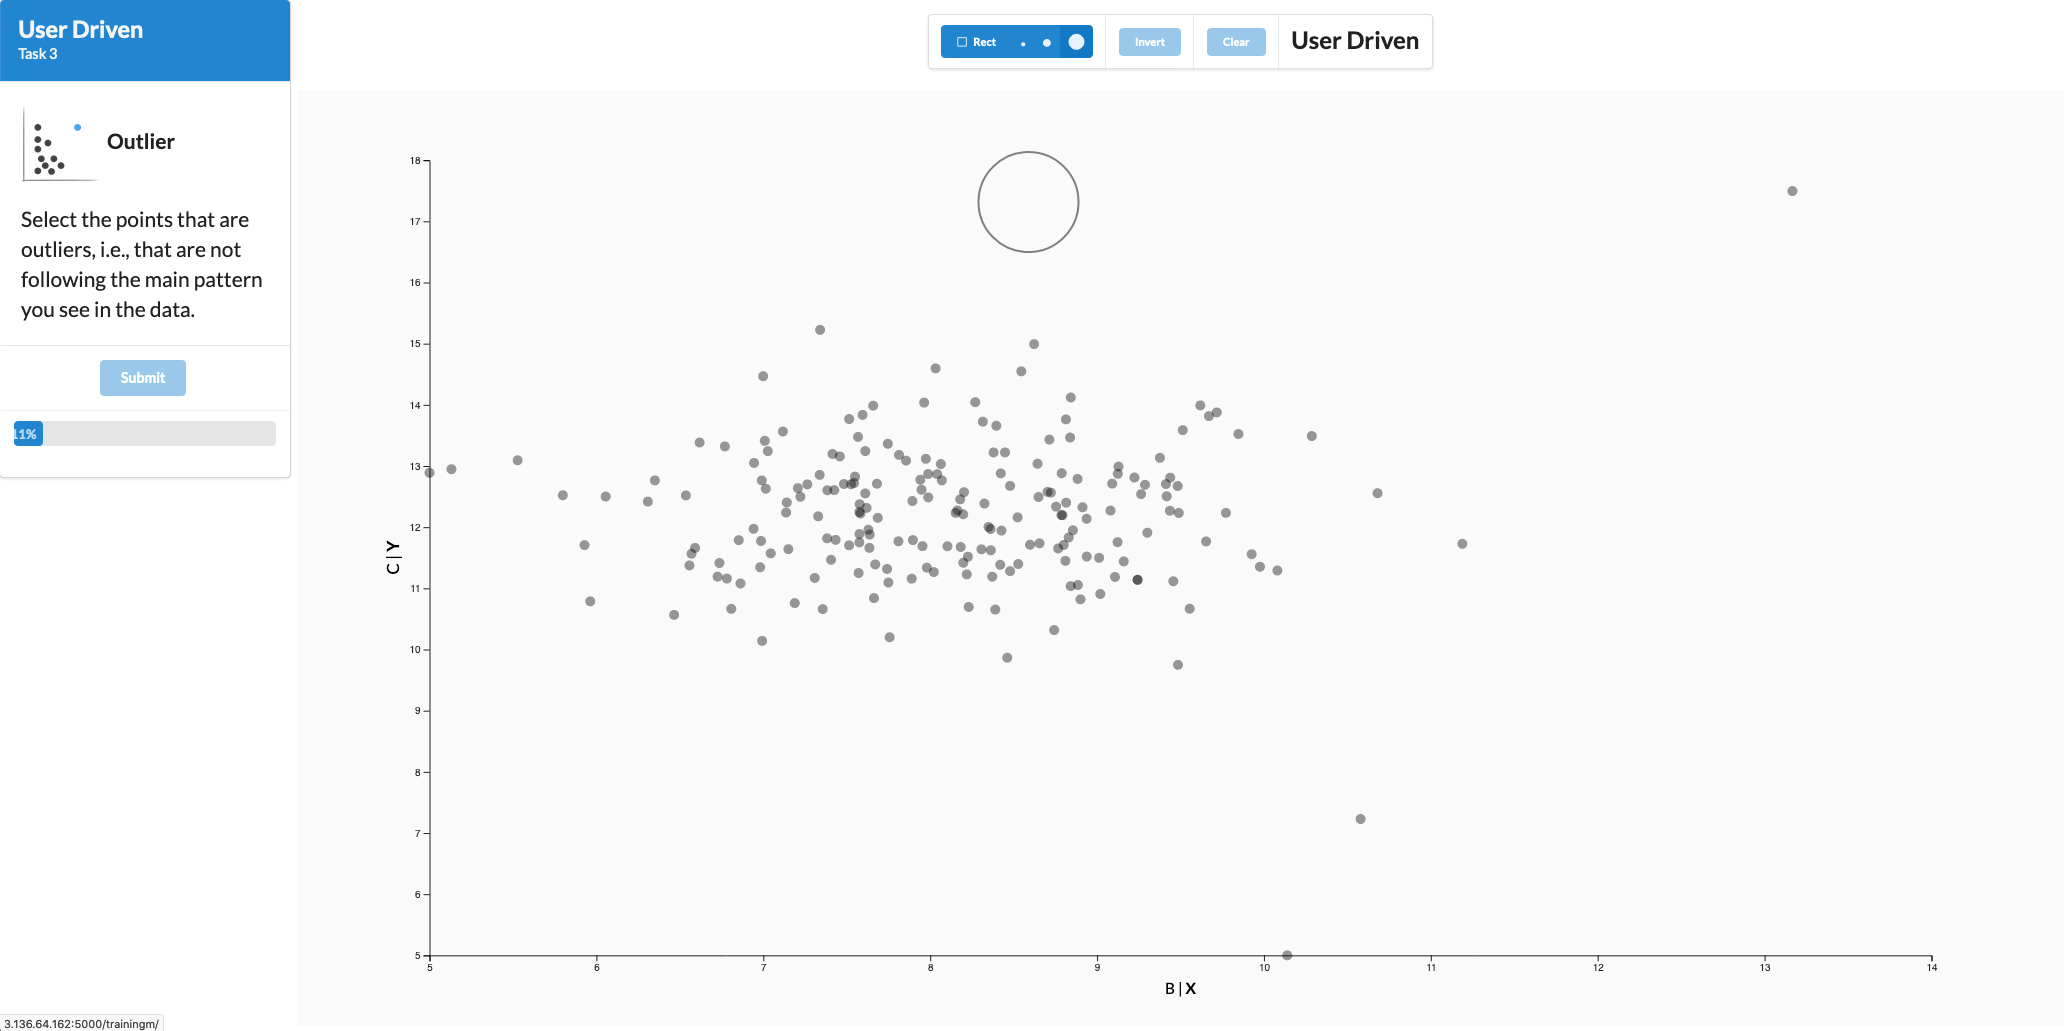 User Driven
Task 3
Outlier
Select the points that are
outliers, i.e., that are not
following the main pattern
you see in the data.
Submit
11%
Rect
Invert
Clear
User Driven
18
17
16
15
14
13
12
11
10
9
8
7
6
5
C|Y
5
6
7
8
9
10
11
12
13
14
B|X
3.136.64.162:5000/trainingm/